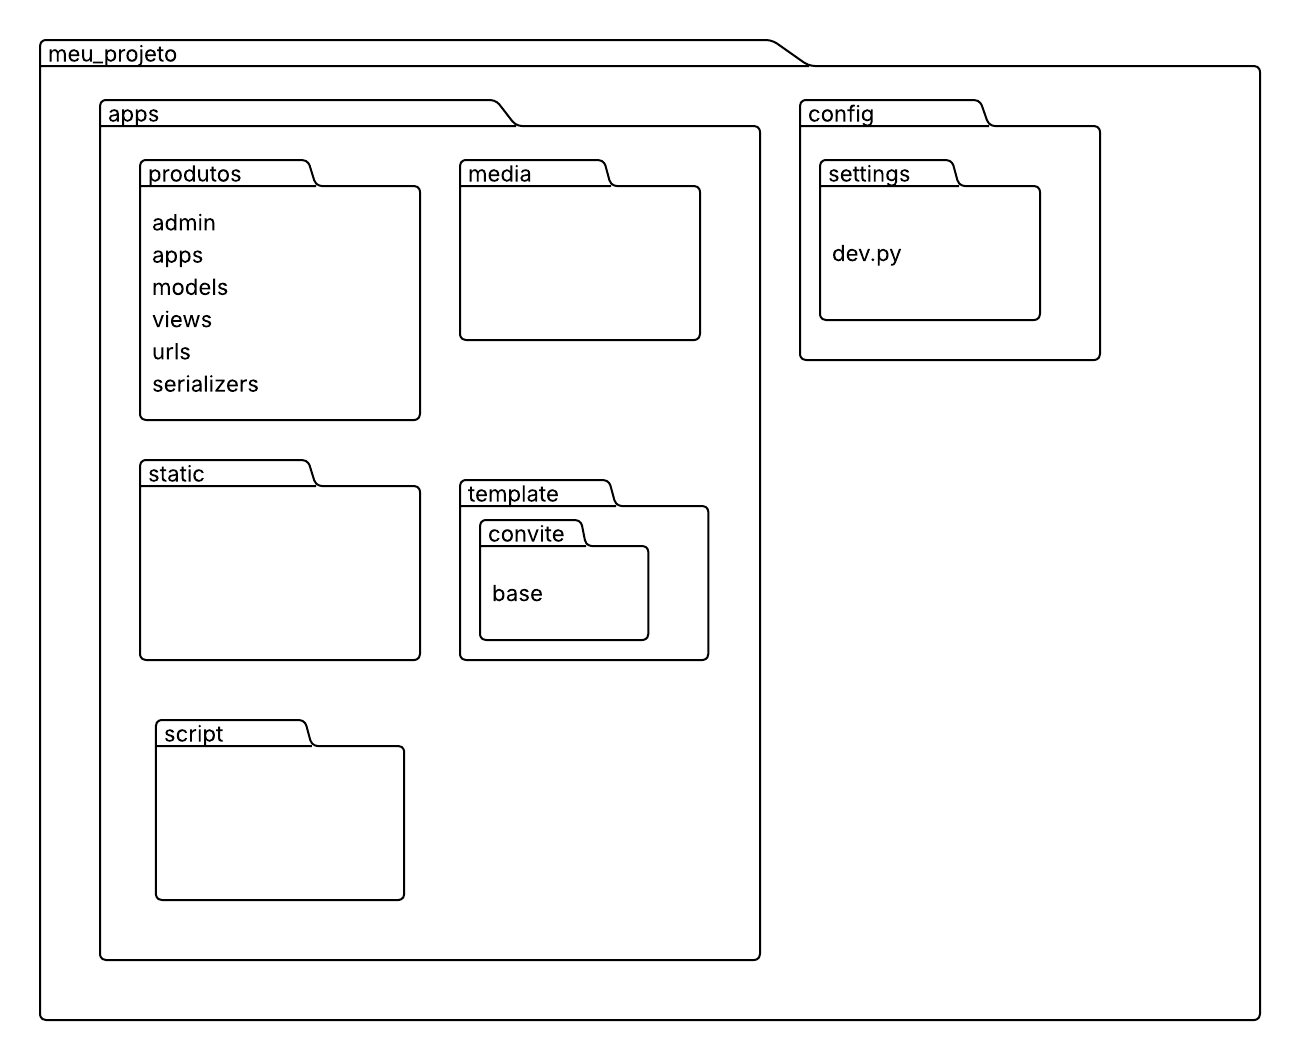 meu_projeto
apps
produtos
admin
apps
models
views
urls
serializers
media
static
template
convite
base
script
config
settings
dev.py